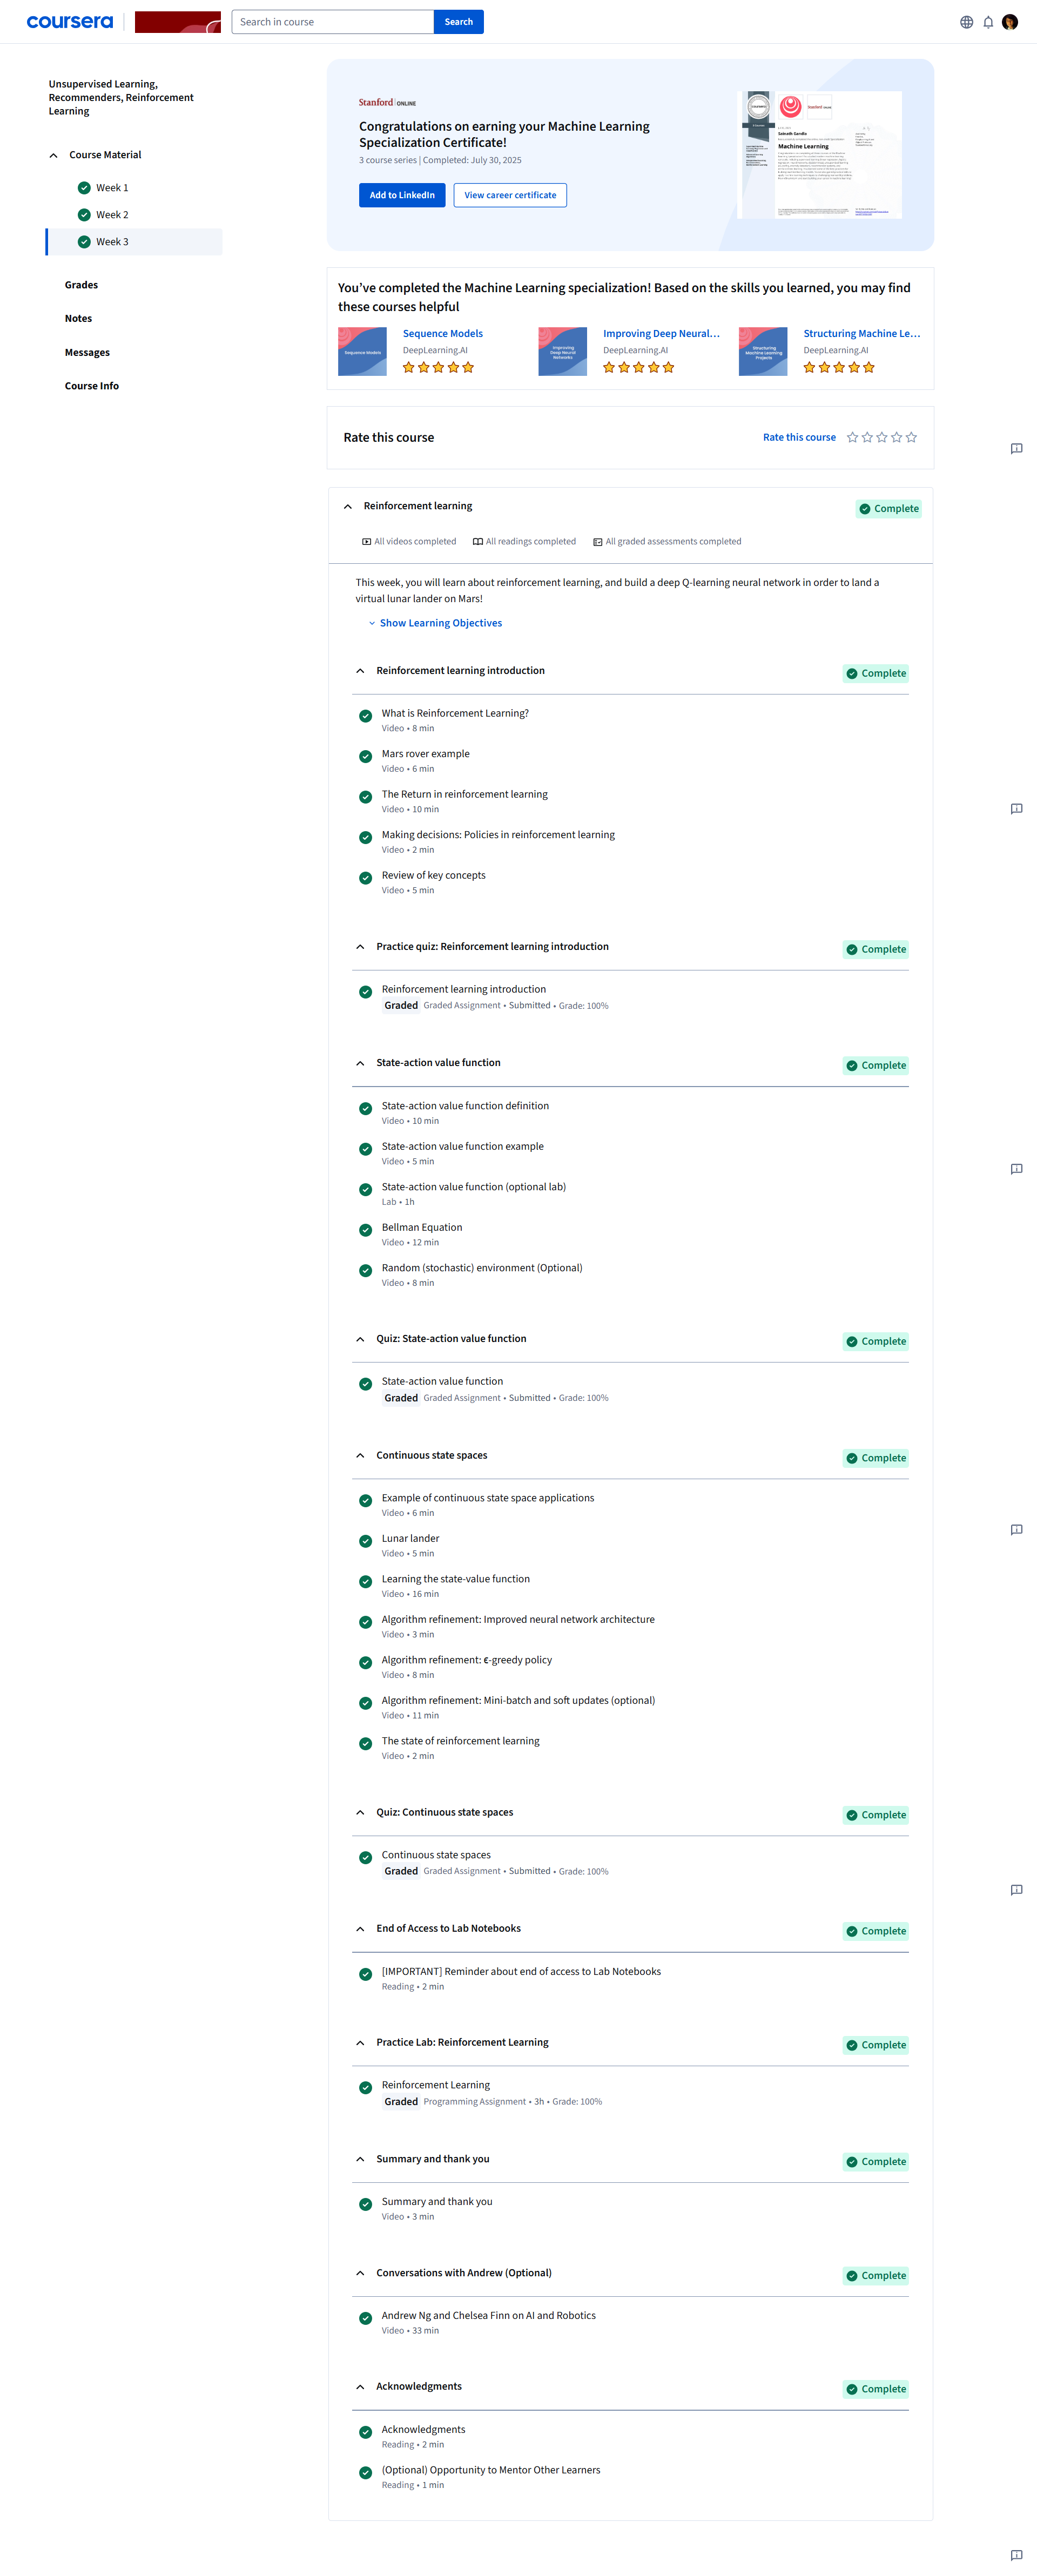 coursera
Search in course
Search
Unsupervised Learning,
Recommenders, Reinforcement
Learning
Course Material
Week 1
Week 2
Week 3
Grades
Notes
Messages
Course Info
Stanford ONLINE
Congratulations on earning your Machine Learning
Specialization Certificate!
3 course series | Completed: July 30, 2025
Add to LinkedIn
View career certificate
Machine Learning
You've completed the Machine Learning specialization! Based on the skills you learned, you may find
these courses helpful
Sequence Models
Sequence Models
DeepLearning.AI
Improving
Deep Neural
Networks
Improving Deep Neural...
DeepLearning.AI
Structuring
Machine Learning
Projects
Structuring Machine Le...
DeepLearning.AI
Rate this course
Rate this course
Reinforcement learning
Complete
All videos completed
All readings completed
All graded assessments completed
This week, you will learn about reinforcement learning, and build a deep Q-learning neural network in order to land a
virtual lunar lander on Mars!
Show Learning Objectives
Reinforcement learning introduction
Complete
What is Reinforcement Learning?
Video • 8 min
Mars rover example
Video • 6 min
The Return in reinforcement learning
Video • 10 min
Making decisions: Policies in reinforcement learning
Video • 2 min
Review of key concepts
Video • 5 min
Practice quiz: Reinforcement learning introduction
Complete
Reinforcement learning introduction
Graded Graded Assignment • Submitted • Grade: 100%
State-action value function
Complete
State-action value function definition
Video • 10 min
State-action value function example
Video • 5 min
State-action value function (optional lab)
Lab • 1h
Bellman Equation
Video • 12 min
Random (stochastic) environment (Optional)
Video • 8 min
Quiz: State-action value function
Complete
State-action value function
Graded Graded Assignment • Submitted • Grade: 100%
Continuous state spaces
Complete
Example of continuous state space applications
Video • 6 min
Lunar lander
Video • 5 min
Learning the state-value function
Video • 16 min
Algorithm refinement: Improved neural network architecture
Video • 3 min
Algorithm refinement: ϵ-greedy policy
Video • 8 min
Algorithm refinement: Mini-batch and soft updates (optional)
Video • 11 min
The state of reinforcement learning
Video • 2 min
Quiz: Continuous state spaces
Complete
Continuous state spaces
Graded Graded Assignment • Submitted • Grade: 100%
End of Access to Lab Notebooks
Complete
[IMPORTANT] Reminder about end of access to Lab Notebooks
Reading • 2 min
Practice Lab: Reinforcement Learning
Complete
Reinforcement Learning
Graded Programming Assignment • 3h • Grade: 100%
Summary and thank you
Complete
Summary and thank you
Video • 3 min
Conversations with Andrew (Optional)
Complete
Andrew Ng and Chelsea Finn on AI and Robotics
Video • 33 min
Acknowledgments
Complete
Acknowledgments
Reading • 2 min
(Optional) Opportunity to Mentor Other Learners
Reading • 1 min